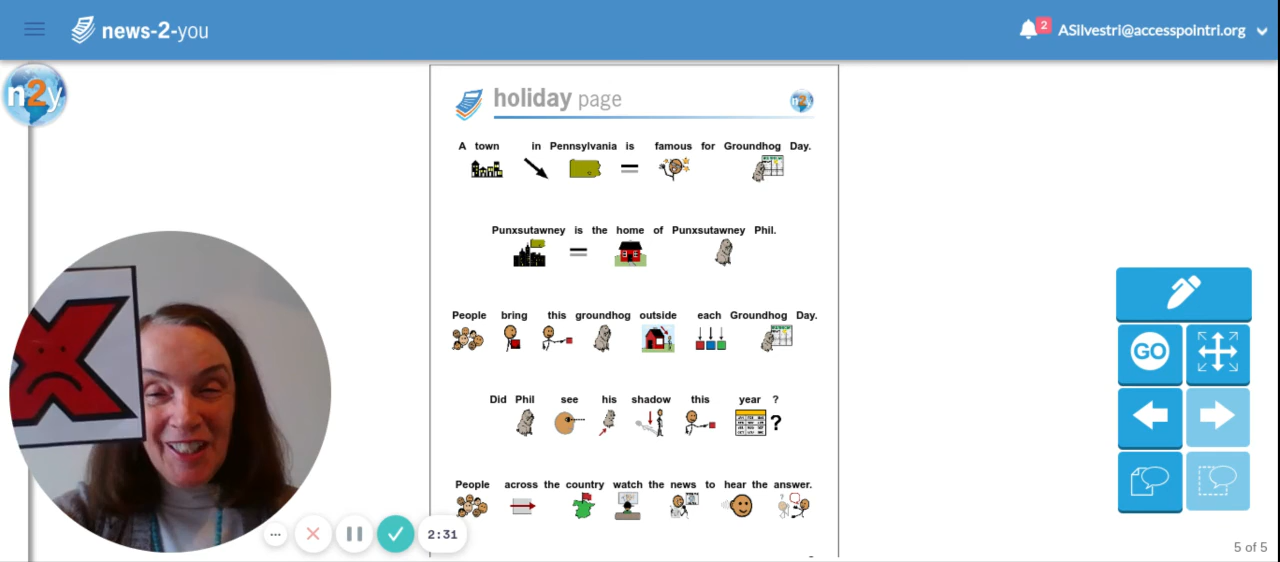 news-2-you
2
ASilvestri@accesspointri.org
n2y
holiday page
n2y
A town in Pennsylvania is famous for Groundhog Day.
Punxsutawney is the home of Punxsutawney Phil.
People bring this groundhog outside each Groundhog Day.
Did Phil see his shadow this year ?
?
People across the country watch the news to hear the answer.
GO
2:31
5 of 5